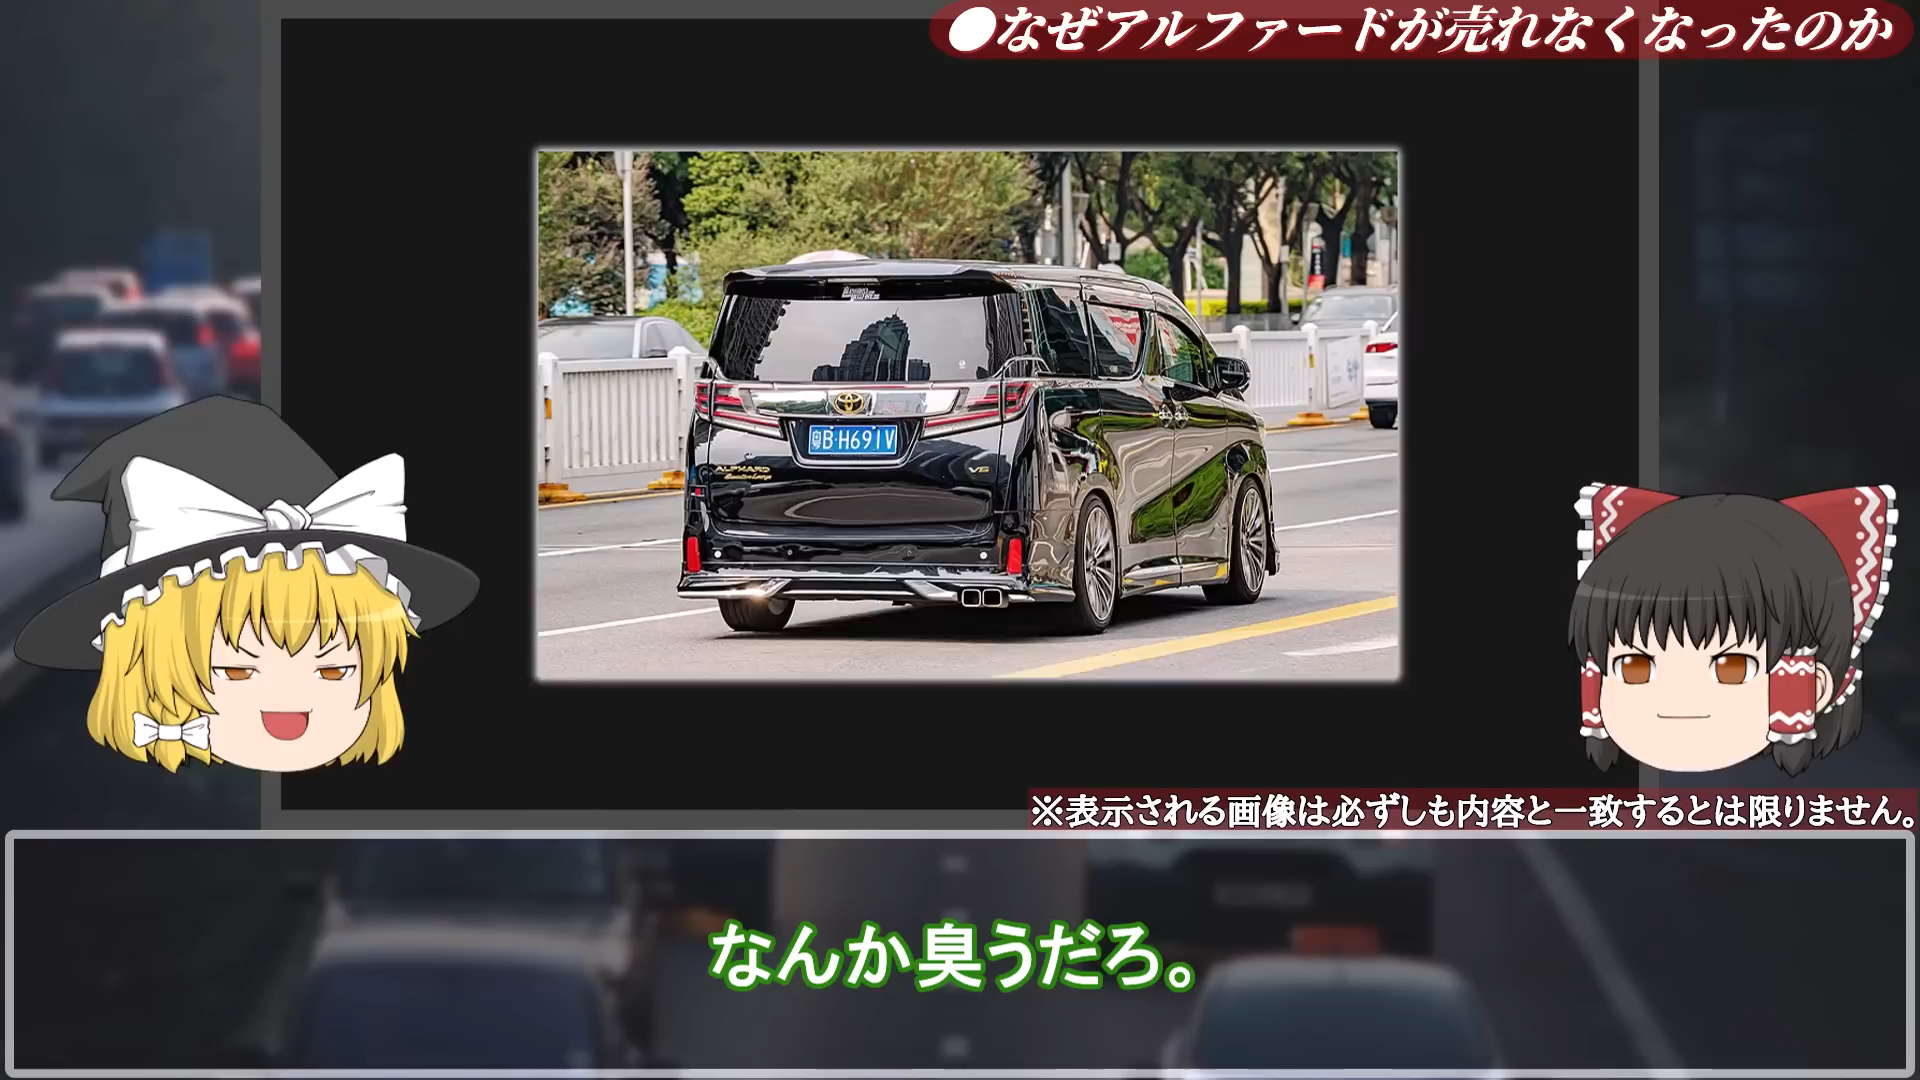 ●なぜアルファードが売れなくなったのか
粤B·H691V
ALPHARD
Executive Lounge
V6
※表示される画像は必ずしも内容と一致するとは限りません。
なんか臭うだろ。